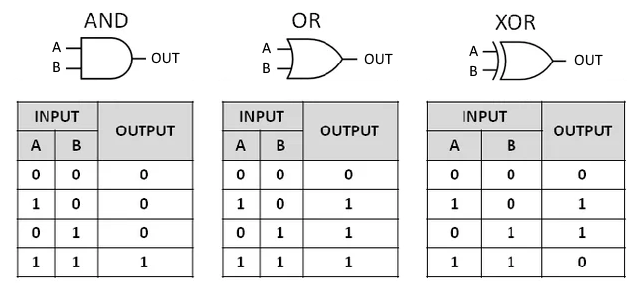 AND OR XOR
A A A
OUT OUT OUT
B B B
INPUT OUTPUT INPUT OUTPUT INPUT OUTPUT
A B A B A B
0 0 0 0 0 0 0 0 0
1 0 0 1 0 1 1 0 1
0 1 0 0 1 1 0 1 1
1 1 1 1 1 1 1 1 0